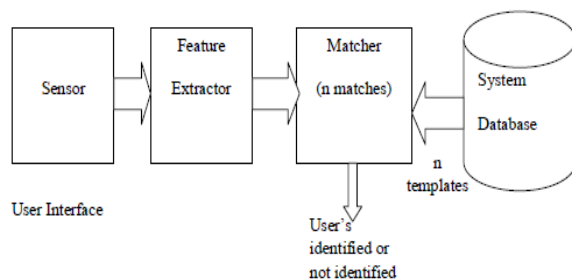 Sensor
Feature
Extractor
Matcher
(n matches)
System
Database
n
templates
User Interface
User's
identified or
not identified